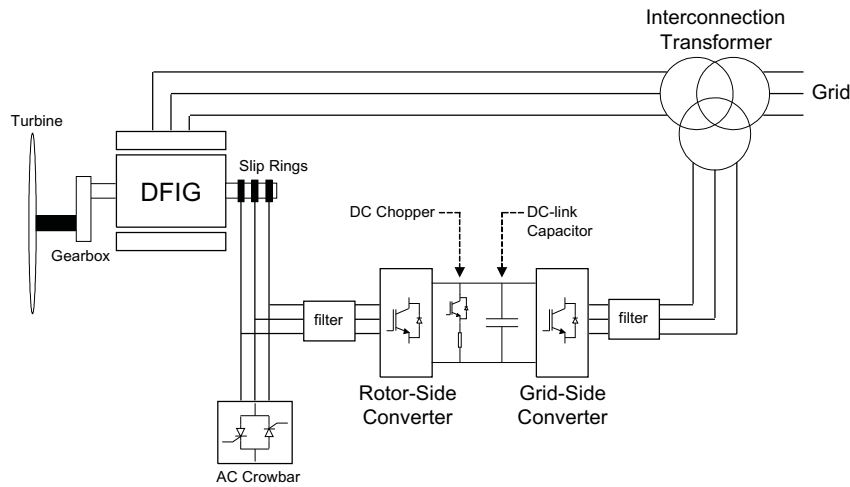 Interconnection
Transformer
Grid
Turbine
Slip Rings
DFIG
DC Chopper
DC-link
Capacitor
Gearbox
filter
filter
Rotor-Side
Converter
Grid-Side
Converter
AC Crowbar